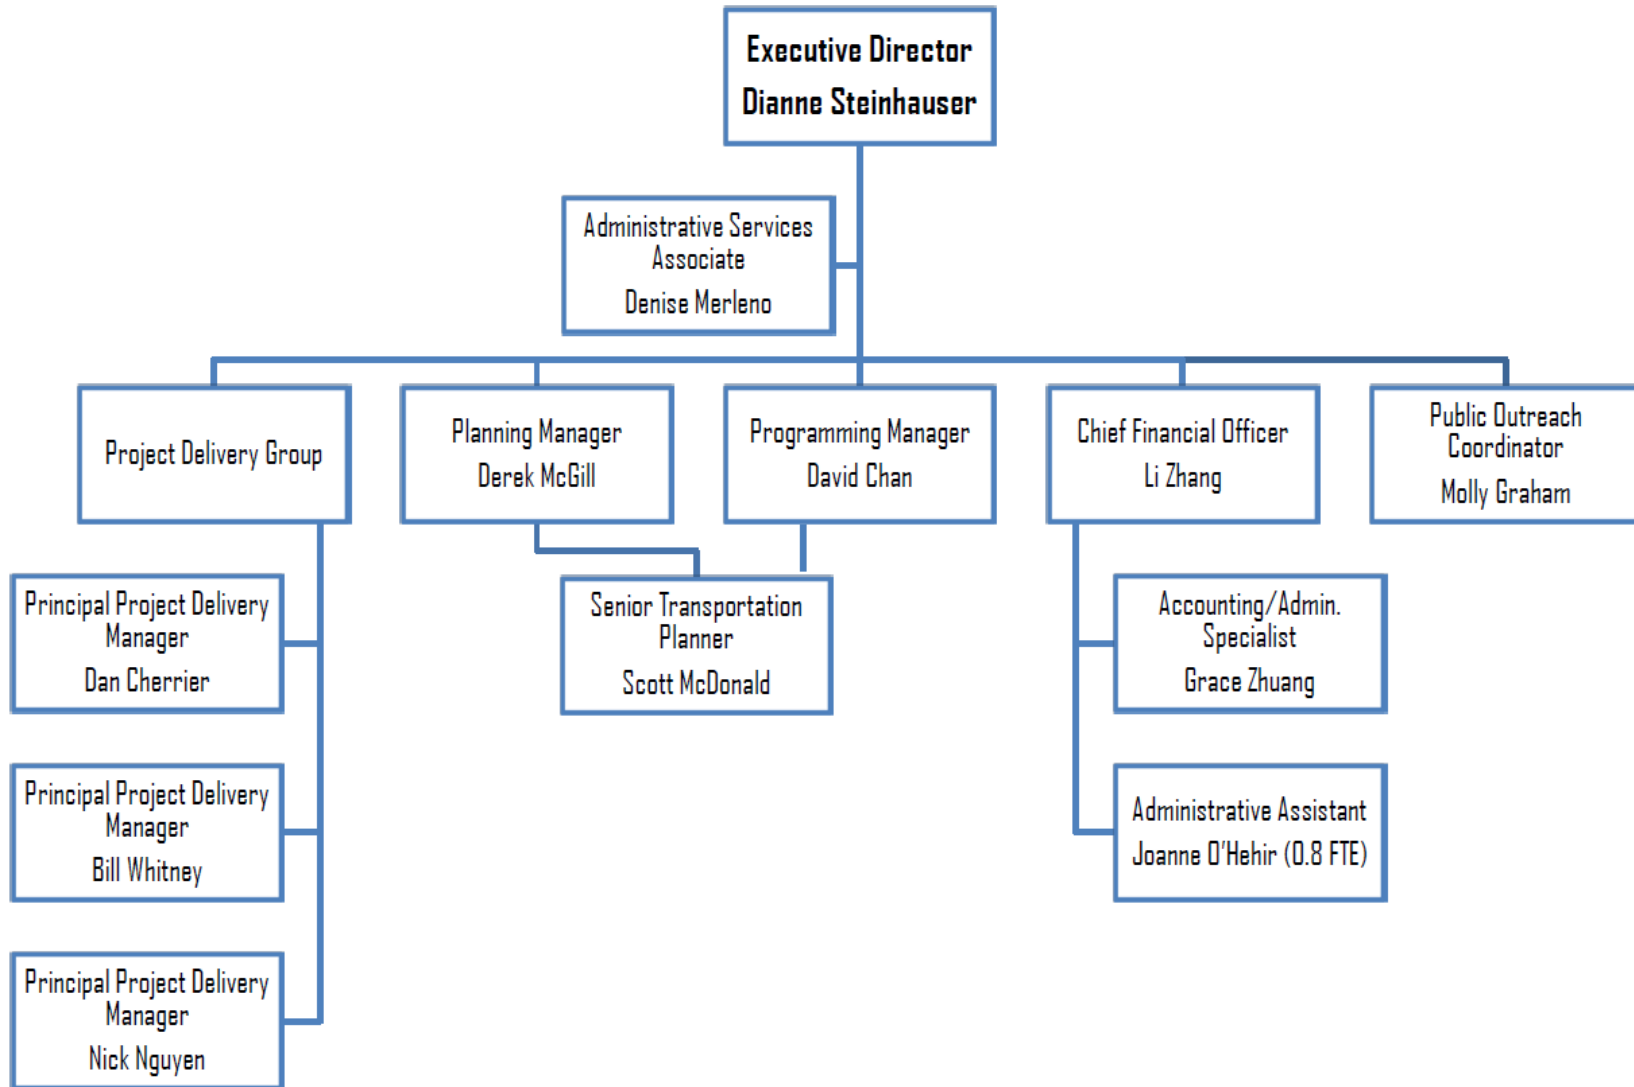 Executive Director
Dianne Steinhauser
Administrative Services
Associate
Denise Merleno
Project Delivery Group
Planning Manager
Derek McGill
Programming Manager
David Chan
Chief Financial Officer
Li Zhang
Public Outreach
Coordinator
Molly Graham
Principal Project Delivery
Manager
Dan Cherrier
Senior Transportation
Planner
Scott McDonald
Accounting/Admin.
Specialist
Grace Zhuang
Principal Project Delivery
Manager
Bill Whitney
Administrative Assistant
Joanne O'Hehir (0.8 FTE)
Principal Project Delivery
Manager
Nick Nguyen